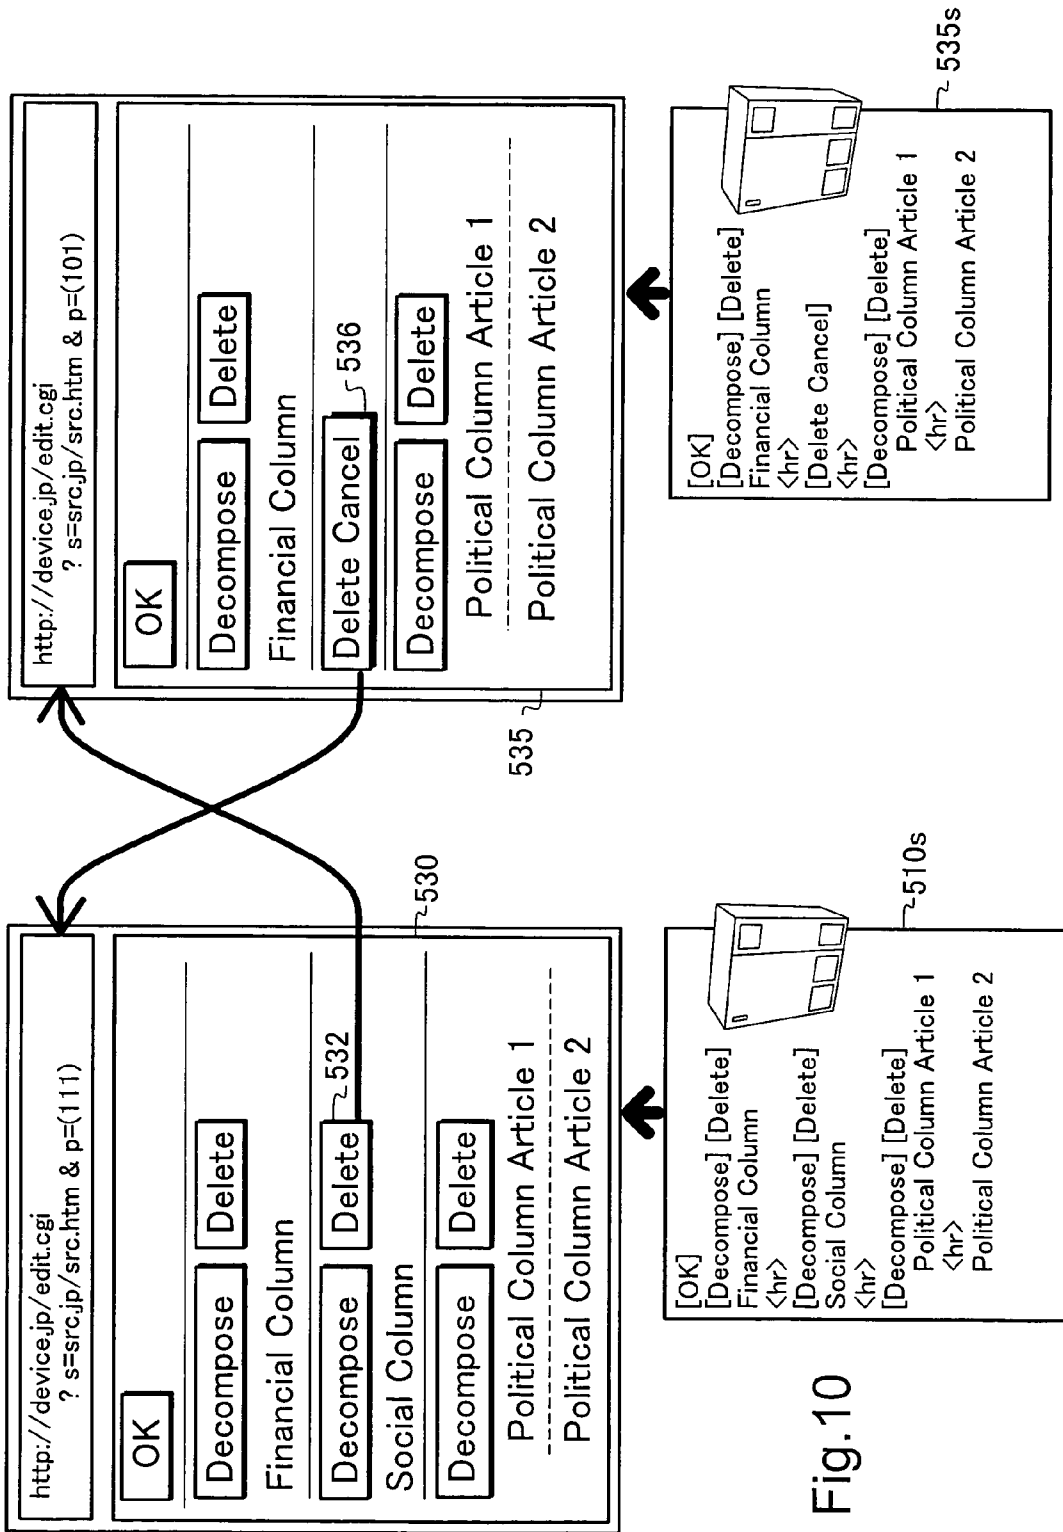 http://device.jp/edit.cgi
? s=src.jp/src.htm & p=(111)
OK
Decompose Delete
Financial Column
Decompose Delete
532
Social Column
Decompose Delete
Political Column Article 1
Political Column Article 2
530
[OK]
[Decompose] [Delete]
Financial Column
<hr>
[Decompose] [Delete]
Social Column
<hr>
[Decompose] [Delete]
Political Column Article 1
<hr>
Political Column Article 2
510s
http://device.jp/edit.cgi
? s=src.jp/src.htm & p=(101)
OK
Decompose Delete
Financial Column
Delete Cancel
536
Decompose Delete
Political Column Article 1
Political Column Article 2
535
[OK]
[Decompose] [Delete]
Financial Column
<hr>
[Delete Cancel]
<hr>
[Decompose] [Delete]
Political Column Article 1
<hr>
Political Column Article 2
535s
Fig.10